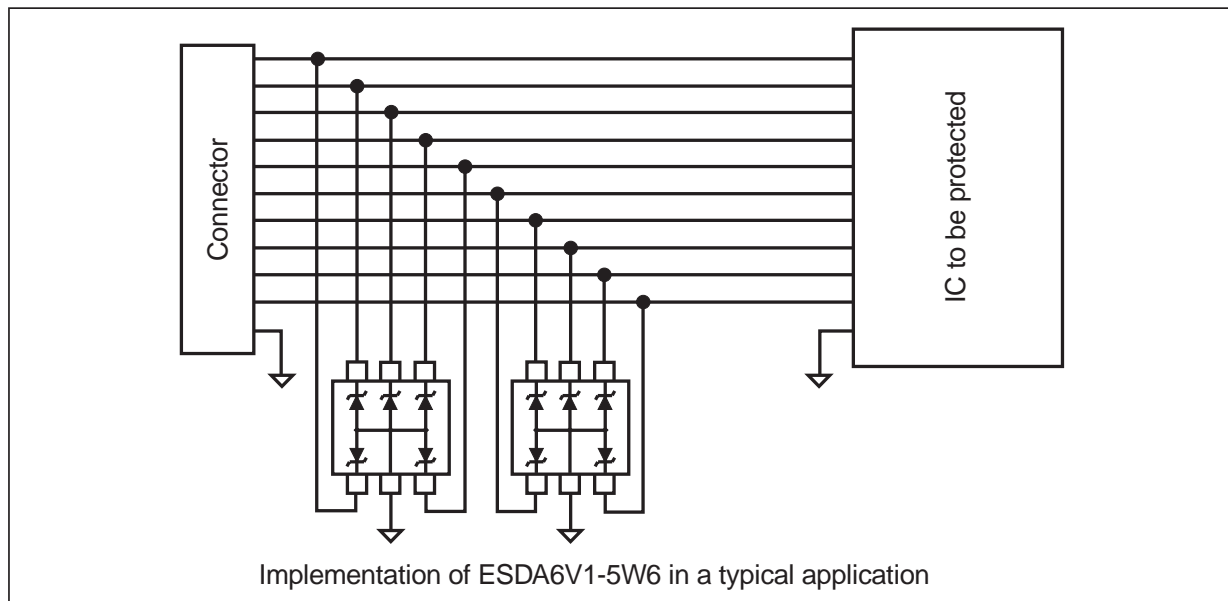 Connector
IC to be protected
Implementation of ESDA6V1-5W6 in a typical application